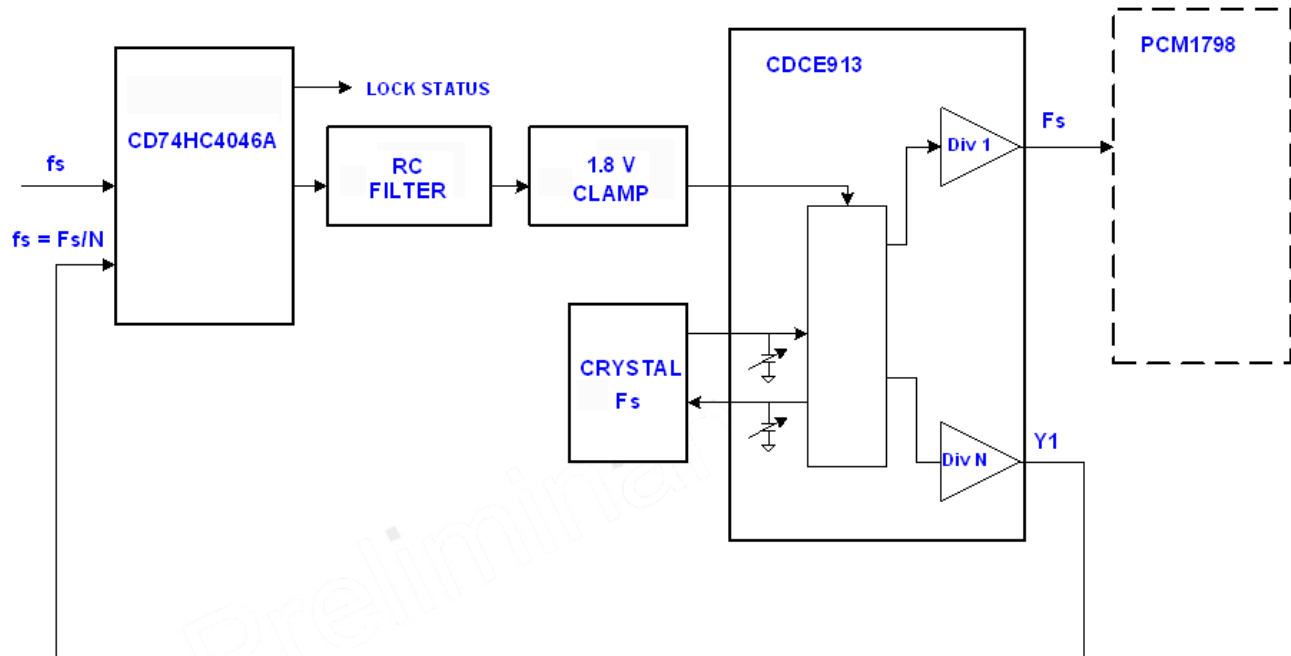 PCM1798
CDCE913
LOCK STATUS
CD74HC4046A
Fs
Div 1
fs
RC
FILTER
1.8 V
CLAMP
fs = Fs/N
CRYSTAL
Fs
Y1
Div N
Preliminar